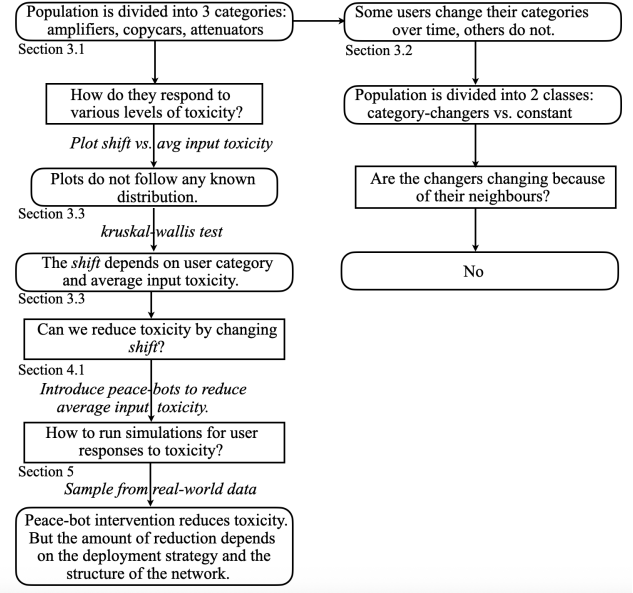 Population is divided into 3 categories:
amplifiers, copycars, attenuators
Section 3.1
How do they respond to
various levels of toxicity?
Plot shift vs. avg input toxicity
Plots do not follow any known
distribution.
Section 3.3
kruskal-wallis test
The shift depends on user category
and average input toxicity.
Section 3.3
Can we reduce toxicity by changing
shift?
Section 4.1
Introduce peace-bots to reduce
average input toxicity.
How to run simulations for user
responses to toxicity?
Section 5
Sample from real-world data
Peace-bot intervention reduces toxicity.
But the amount of reduction depends
on the deployment strategy and the
structure of the network.
Some users change their categories
over time, others do not.
Section 3.2
Population is divided into 2 classes:
category-changers vs. constant
Are the changers changing because
of their neighbours?
No